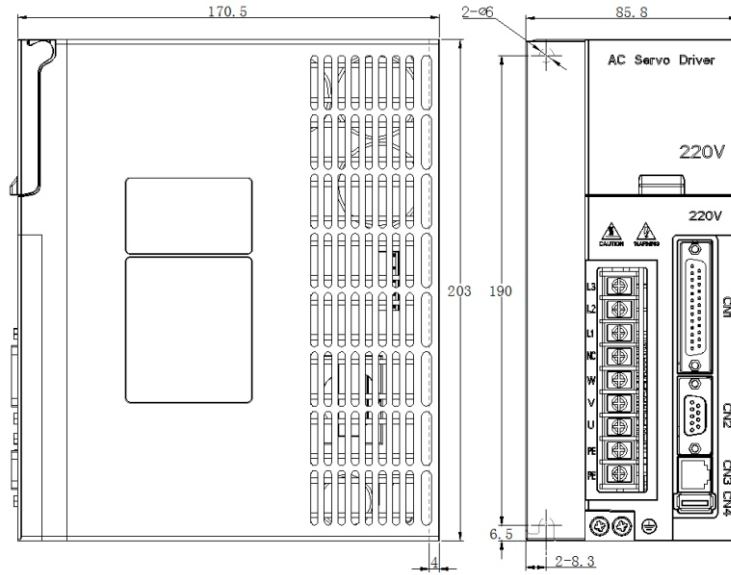 170.5
2-ø6
85.8
AC Servo Driver
220V
220V
CAUTION
WARNING
L3
L2
L1
NC
W
V
U
PE
PE
CN1
CN2
CN3
CN4
203
190
6.5
4
2-8.3